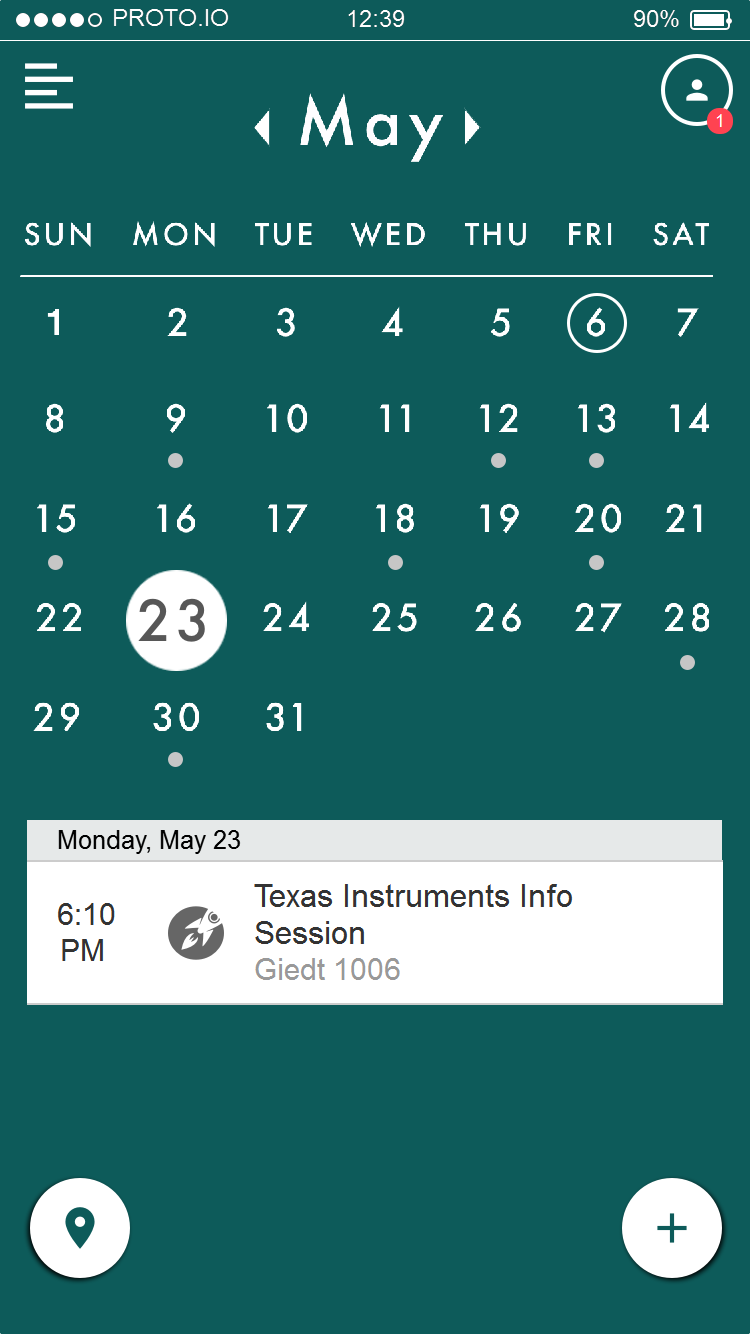 PROTO.IO 12:39 90%
May
1
SUN MON TUE WED THU FRI SAT
1 2 3 4 5 6 7
8 9 10 11 12 13 14
15 16 17 18 19 20 21
22 23 24 25 26 27 28
29 30 31
Monday, May 23
6:10
PM
Texas Instruments Info
Session
Giedt 1006